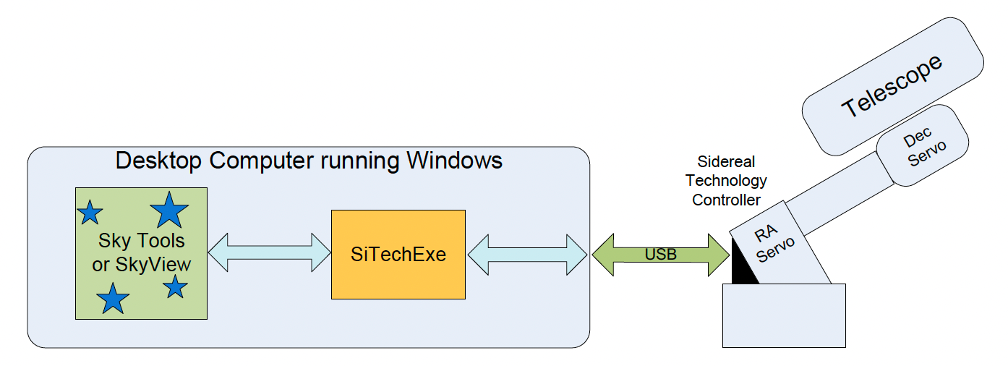 Desktop Computer running Windows
Sky Tools
or SkyView
SiTechExe
USB
Sidereal
Technology
Controller
RA
Servo
Dec
Servo
Telescope